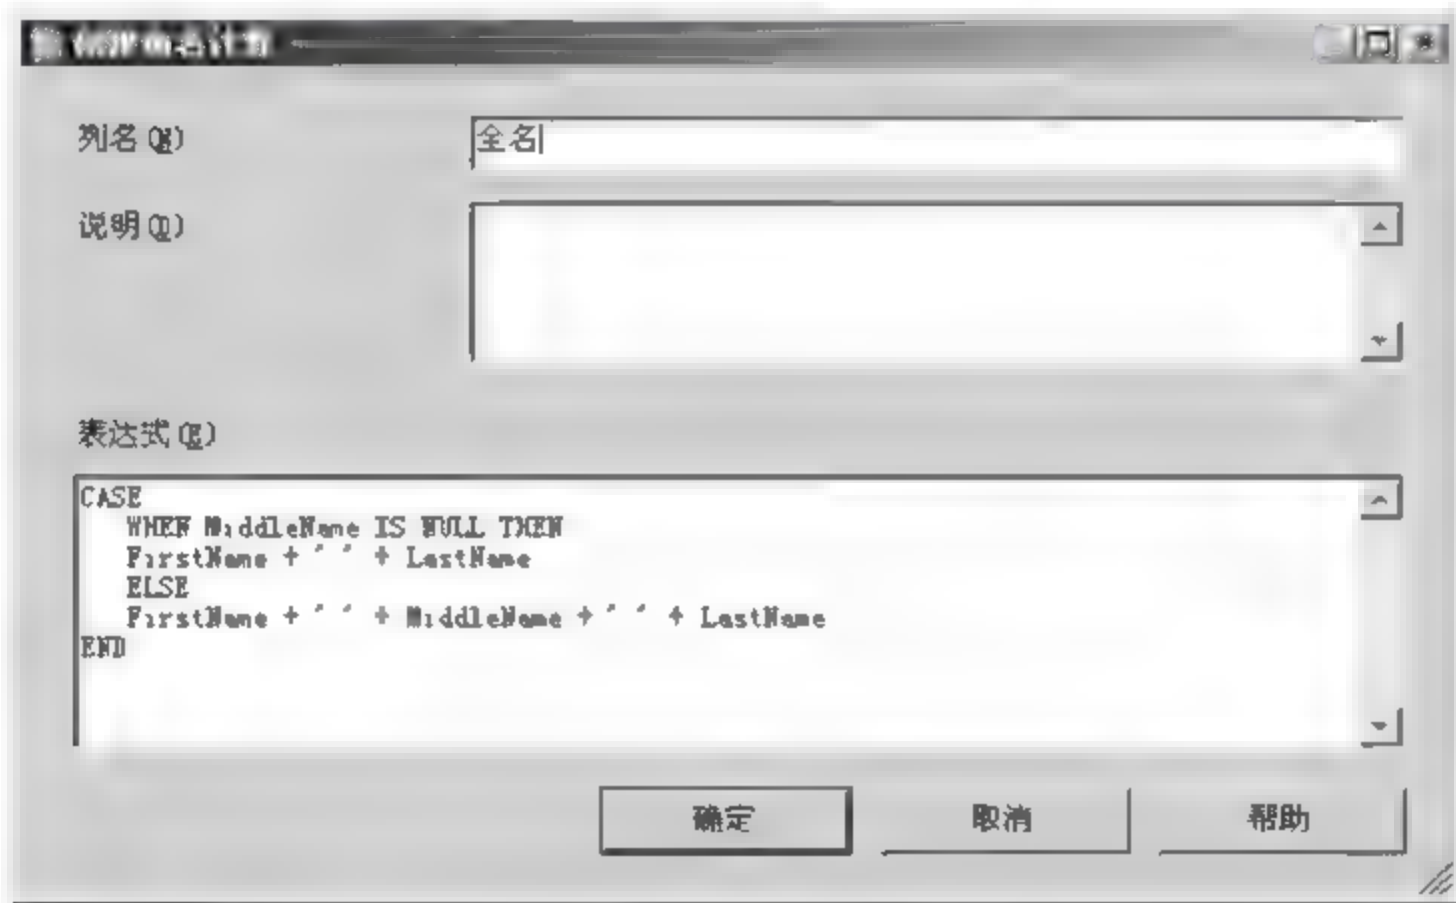 列名(N)
全名
说明(D)
表达式(E)
CASE
WHEN MiddleName IS NULL THEN
FirstName + ' ' + LastName
ELSE
FirstName + ' ' + MiddleName + ' ' + LastName
END
确定
取消
帮助